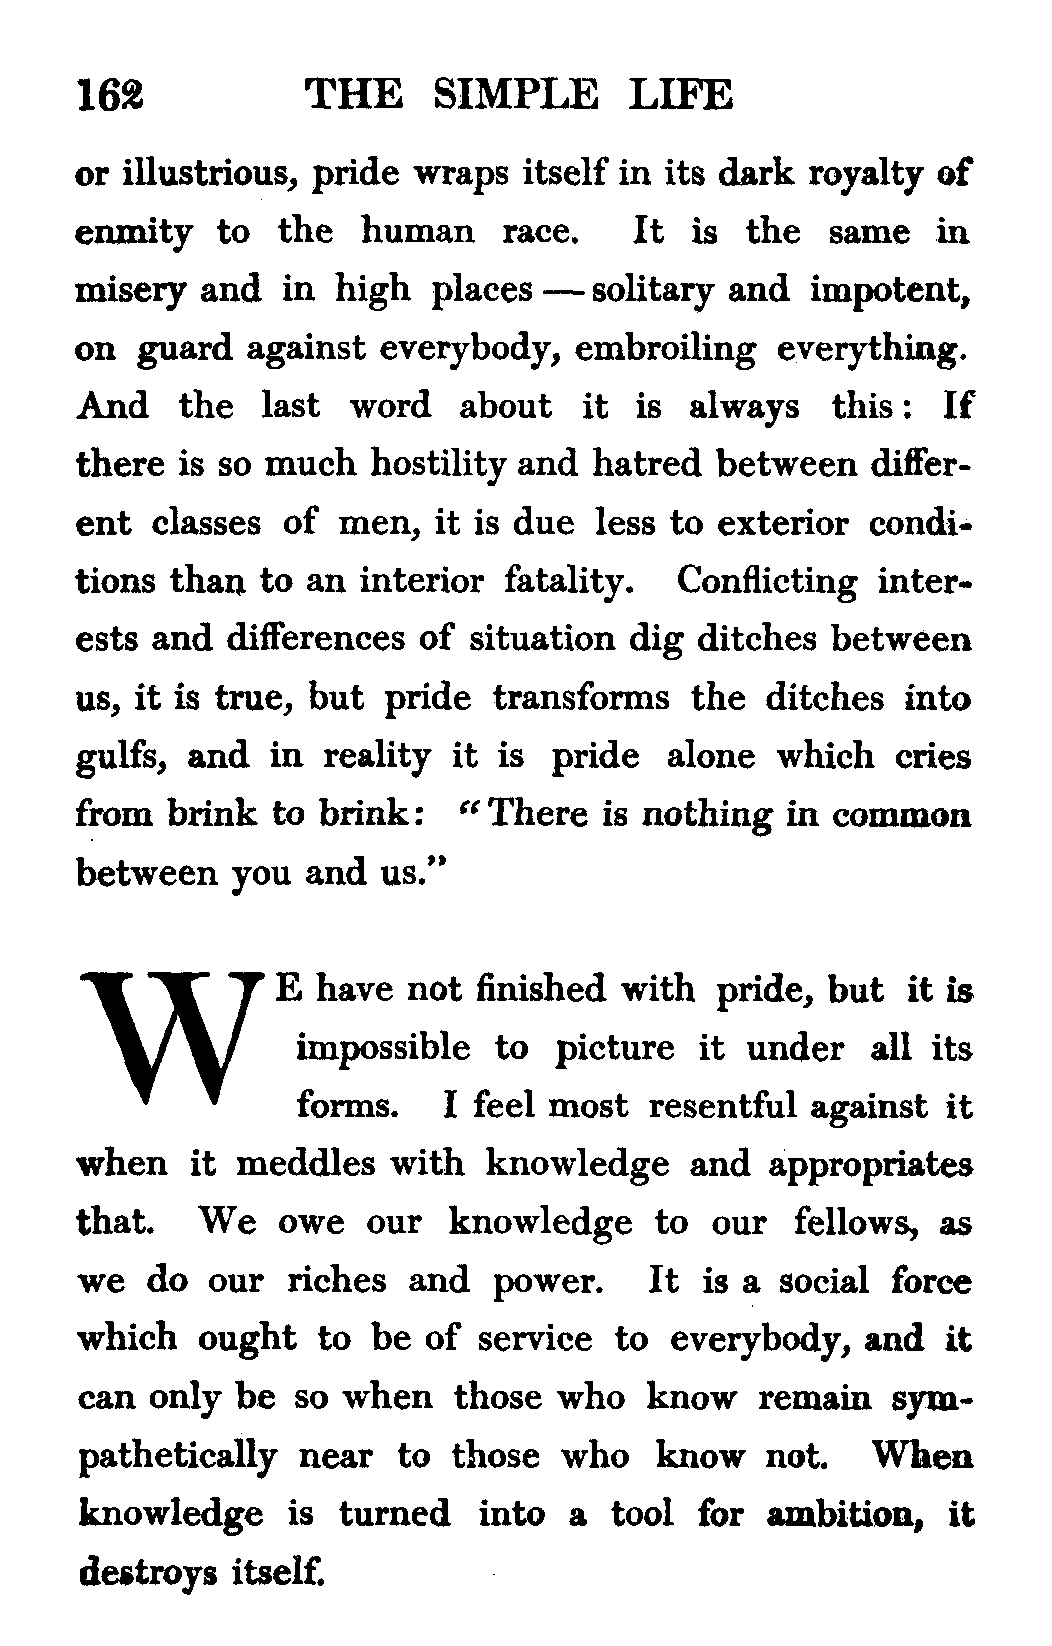 162 THE SIMPLE LIFE
or illustrious, pride wraps itself in its dark royalty of
enmity to the human race. It is the same in
misery and in high places — solitary and impotent,
on guard against everybody, embroiling everything.
And the last word about it is always this: If
there is so much hostility and hatred between differ-
ent classes of men, it is due less to exterior condi-
tions than to an interior fatality. Conflicting inter-
ests and differences of situation dig ditches between
us, it is true, but pride transforms the ditches into
gulfs, and in reality it is pride alone which cries
from brink to brink: "There is nothing in common
between you and us."
WE have not finished with pride, but it is
impossible to picture it under all its
forms. I feel most resentful against it
when it meddles with knowledge and appropriates
that. We owe our knowledge to our fellows, as
we do our riches and power. It is a social force
which ought to be of service to everybody, and it
can only be so when those who know remain sym-
pathetically near to those who know not. When
knowledge is turned into a tool for ambition, it
destroys itself.